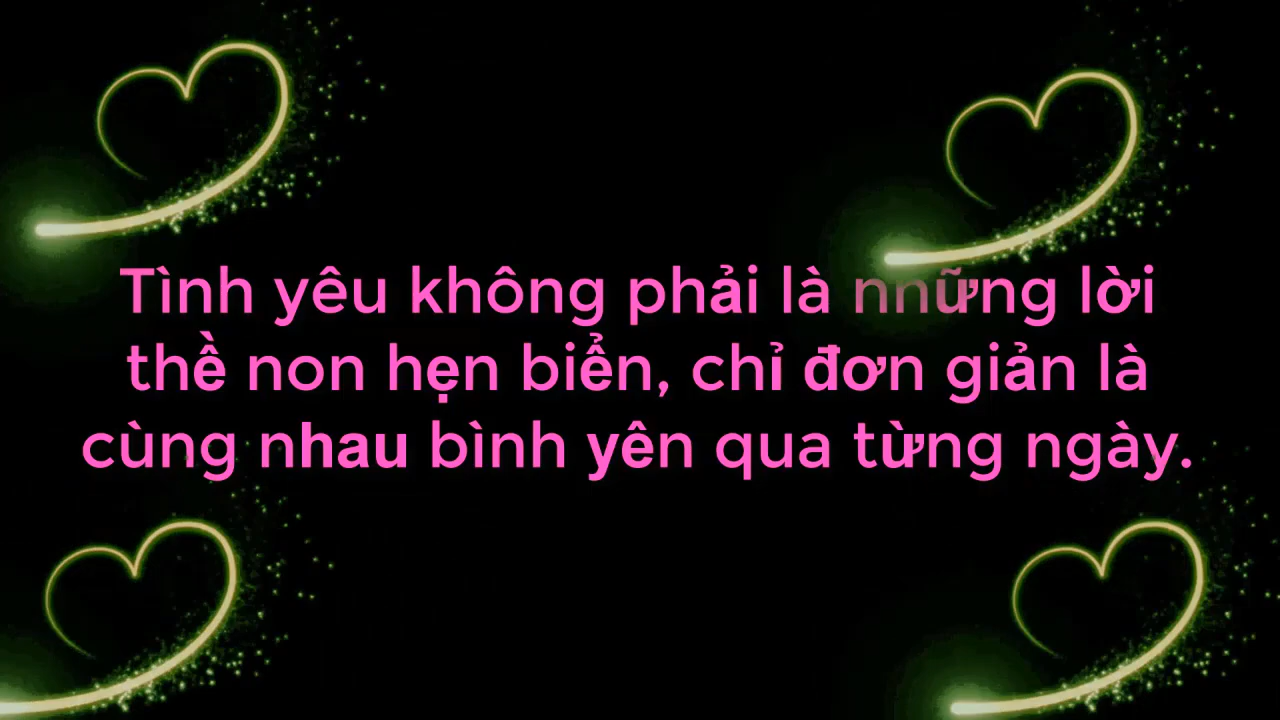 Tình yêu không phải là những lời
thề non hẹn biển, chỉ đơn giản là
cùng nhau bình yên qua từng ngày.